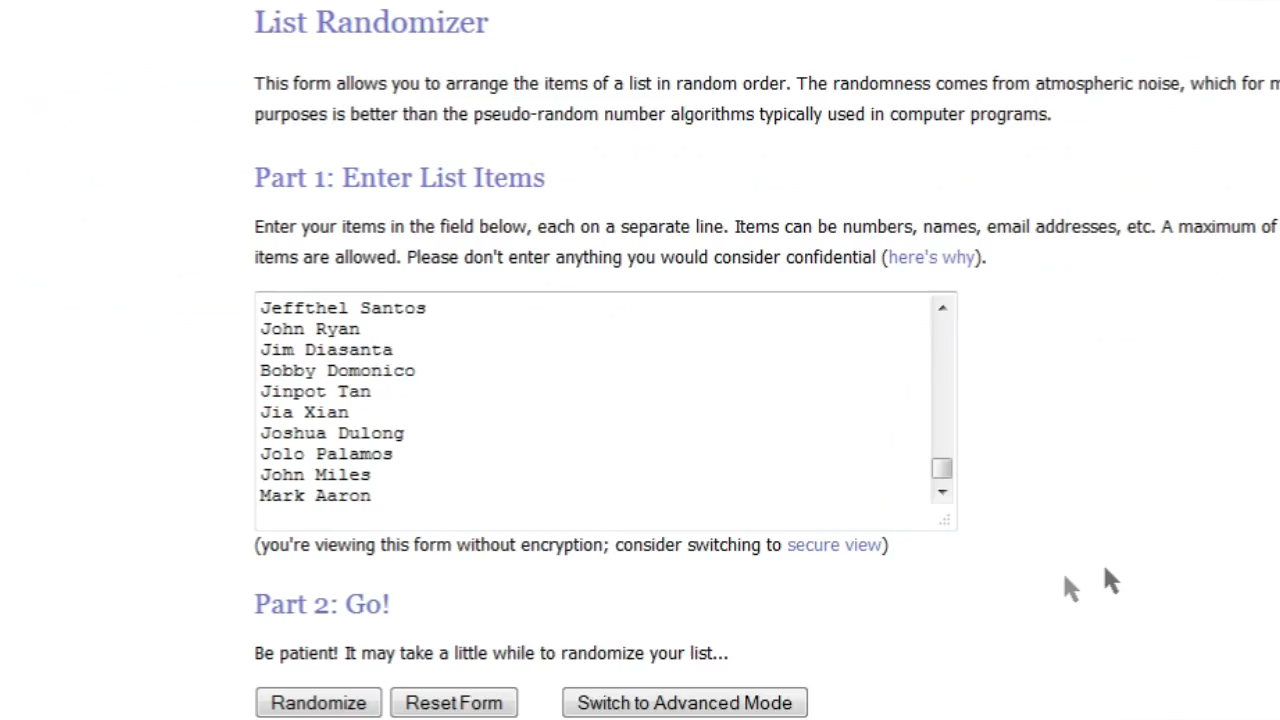 List Randomizer
This form allows you to arrange the items of a list in random order. The randomness comes from atmospheric noise, which for
purposes is better than the pseudo-random number algorithms typically used in computer programs.
Part 1: Enter List Items
Enter your items in the field below, each on a separate line. Items can be numbers, names, email addresses, etc. A maximum of
items are allowed. Please don't enter anything you would consider confidential (here's why).
Jeffthel Santos
John Ryan
Jim Diasanta
Bobby Domonico
Jinpot Tan
Jia Xian
Joshua Dulong
Jolo Palamos
John Miles
Mark Aaron
(you're viewing this form without encryption; consider switching to secure view)
Part 2: Go!
Be patient! It may take a little while to randomize your list...
Randomize Reset Form Switch to Advanced Mode